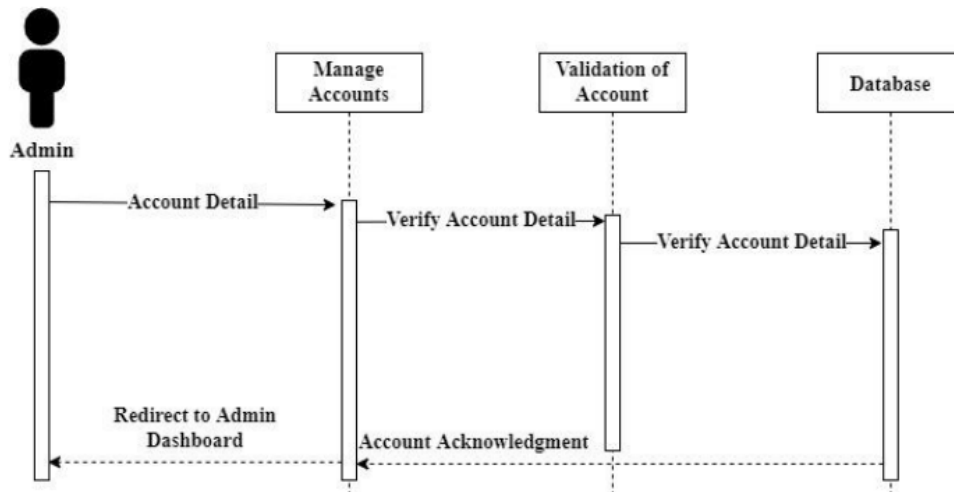 Manage
Accounts
Validation of
Account
Database
Admin
Account Detail
Verify Account Detail
Verify Account Detail
Redirect to Admin
Dashboard
Account Acknowledgment